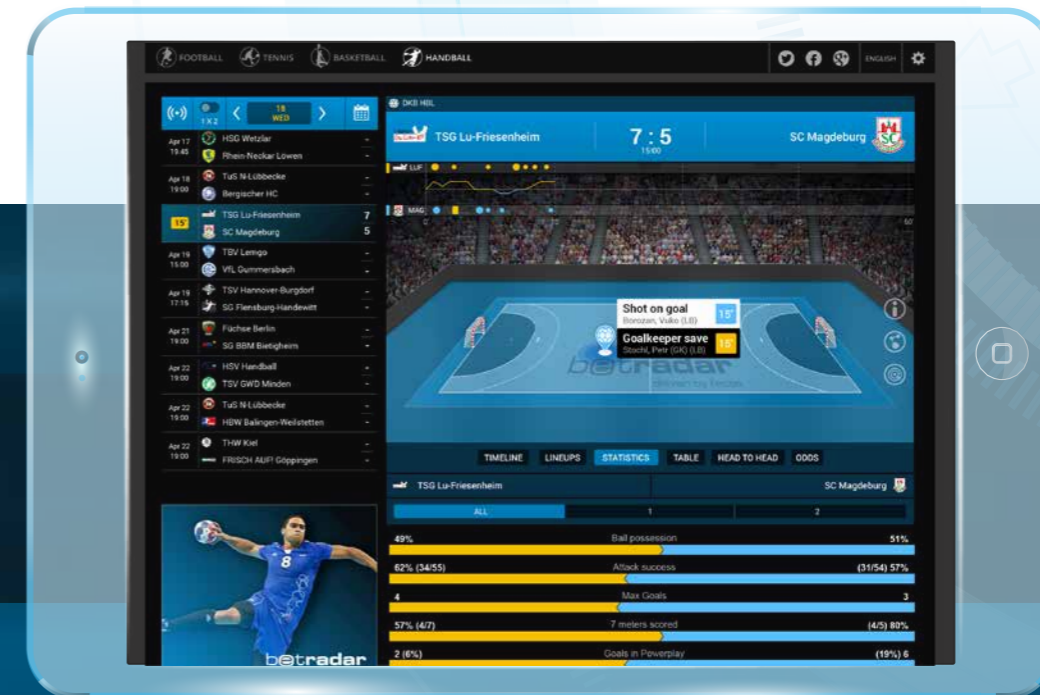 FOOTBALL TENNIS BASKETBALL HANDBALL ENGLISH
1 X 2
18
WED
Apr 17
19:45
HSG Wetzlar -
Rhein-Neckar Löwen -
Apr 18
19:00
TuS N-Lübbecke -
Bergischer HC -
15'
TSG Lu-Friesenheim 7
SC Magdeburg 5
Apr 19
15:00
TBV Lemgo -
VfL Gummersbach -
Apr 19
17:15
TSV Hannover-Burgdorf -
SG Flensburg-Handewitt -
Apr 21
19:00
Füchse Berlin -
SG BBM Bietigheim -
Apr 22
19:00
HSV Handball -
TSV GWD Minden -
Apr 22
19:00
TuS N-Lübbecke -
HBW Balingen-Weilstetten -
Apr 22
19:00
THW Kiel -
FRISCH AUF! Göppingen -
8
betradar
DKB HBL
TSG Lu-Friesenheim 7 : 5 SC Magdeburg
15:00
LUF
MAG
0' 45' 60'
Shot on goal 15'
Borozan, Vuko (LB)
Goalkeeper save 15'
Stochl, Petr (GK) (LB)
betradar
TIMELINE LINEUPS STATISTICS TABLE HEAD TO HEAD ODDS
TSG Lu-Friesenheim SC Magdeburg
ALL 1 2
49% Ball possession 51%
62% (34/55) Attack success (31/54) 57%
4 Max Goals 3
57% (4/7) 7 meters scored (4/5) 80%
2 (6%) Goals in Powerplay (19%) 6